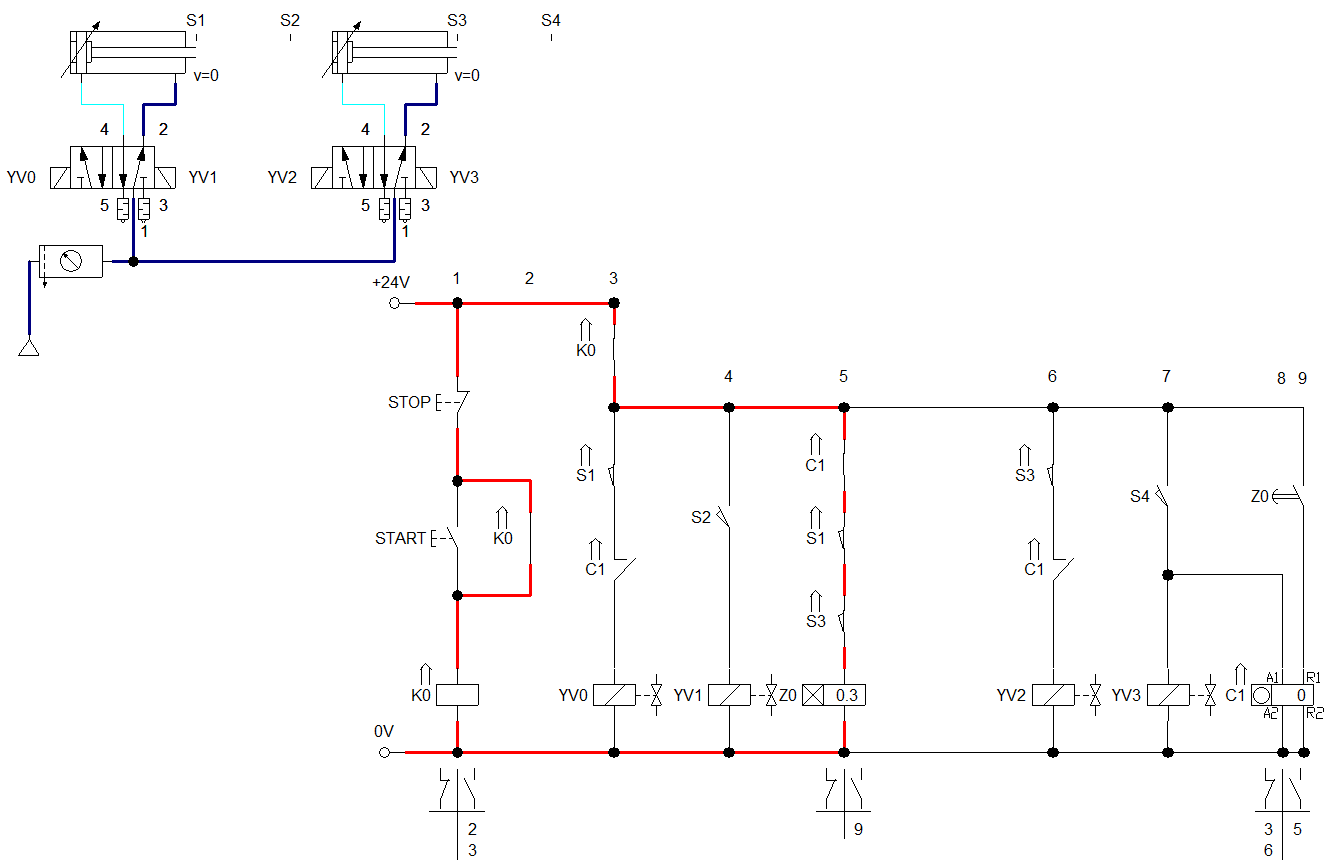 S1 S2 S3 S4
v=0 v=0
4 2 4 2
YV0 YV1 YV2 YV3
5 3 5 3
1 1
+24V 1 2 3
K0
4 5 6 7 8 9
STOP
S1 C1 S3
S4 Z0
S2
START K0 S1
C1 C1
S3
A1 R1
K0 YV0 YV1 Z0 0.3 YV2 YV3 C1 0
A2 R2
0V
2 9 3 5
3 6